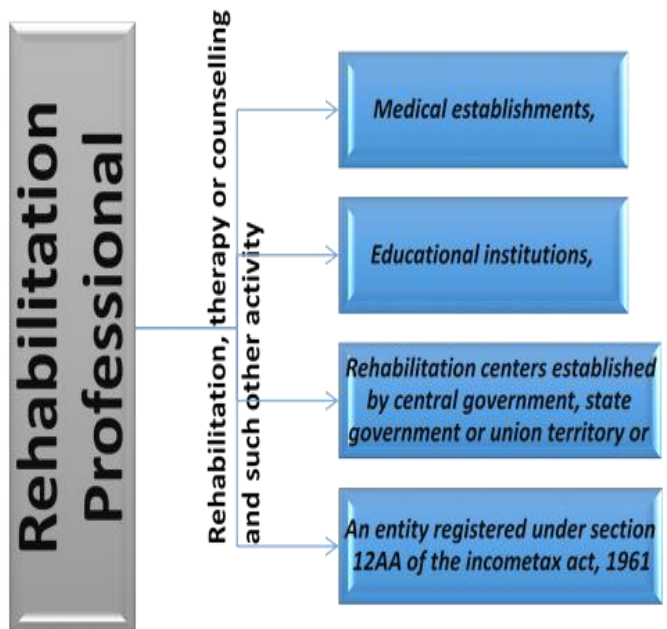 Rehabilitation
Professional
Rehabilitation, therapy or counselling
and such other activity
Medical establishments,
Educational institutions,
Rehabilitation centers established
by central government, state
government or union territory or
An entity registered under section
12AA of the incometax act, 1961